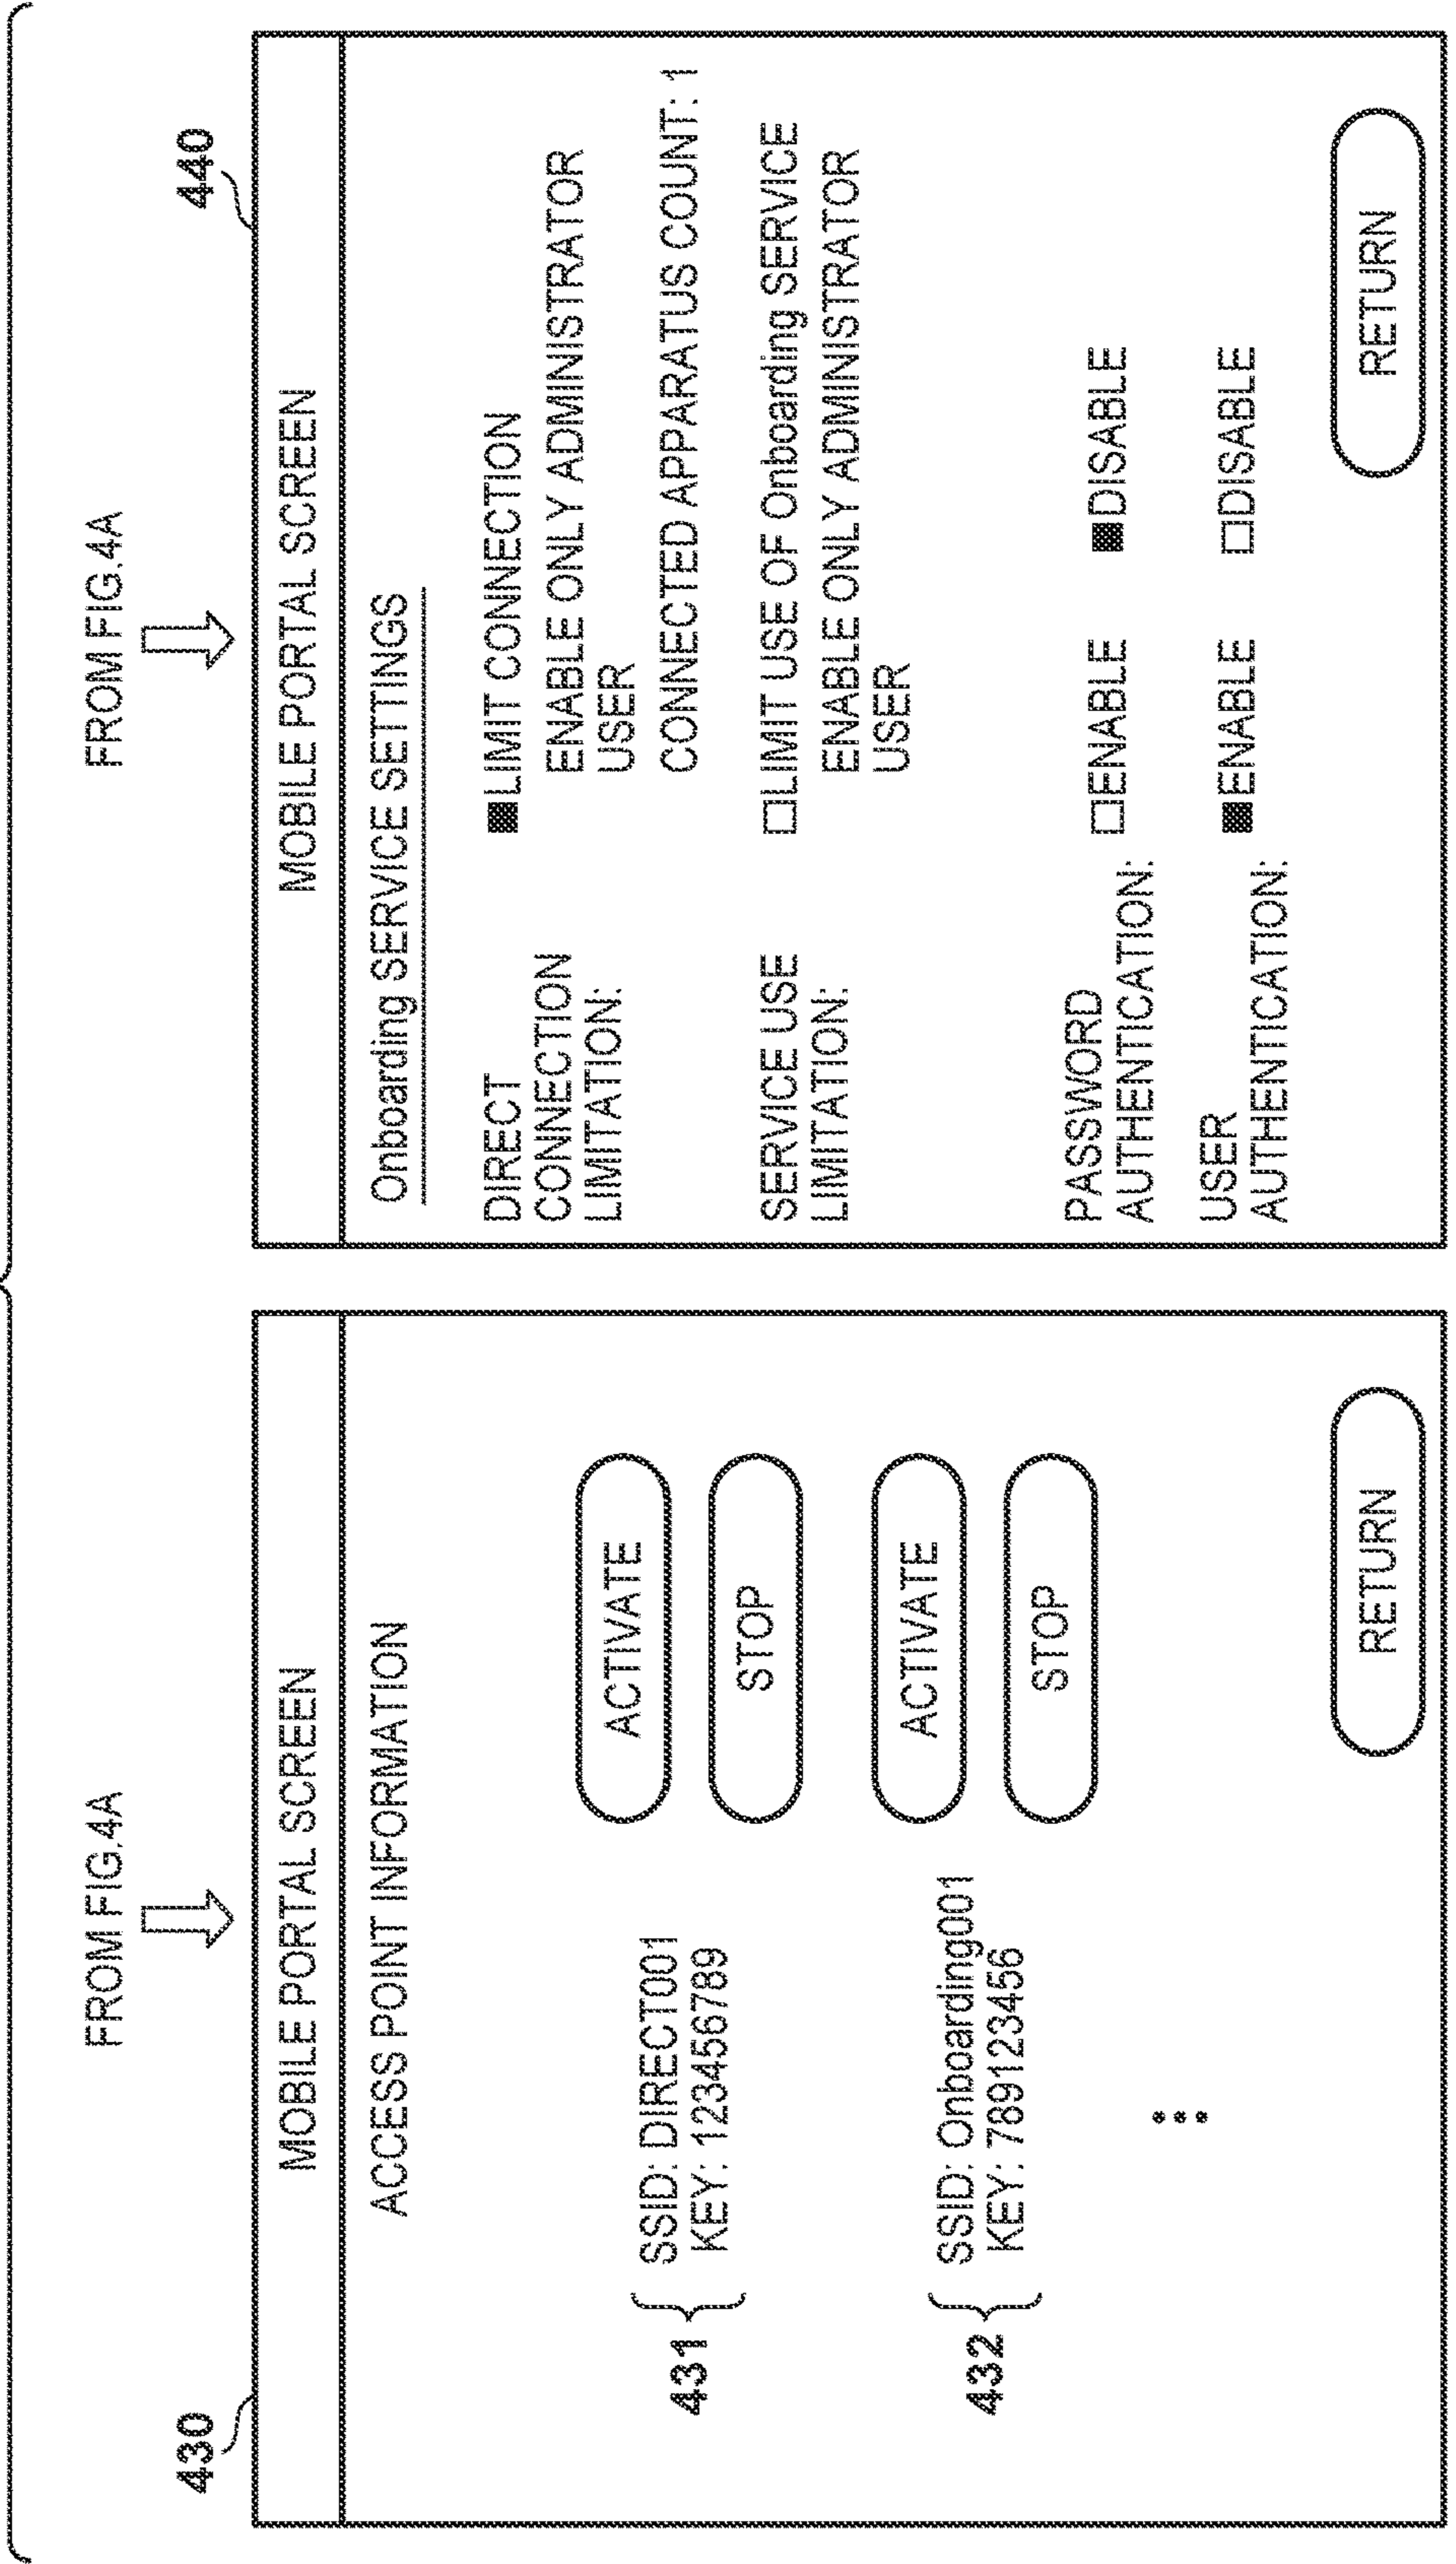 FROM FIG.4A
430
MOBILE PORTAL SCREEN
ACCESS POINT INFORMATION
431
SSID: DIRECT001
KEY: 123456789
ACTIVATE
STOP
432
SSID: Onboarding001
KEY: 789123456
ACTIVATE
STOP
RETURN
FROM FIG.4A
440
MOBILE PORTAL SCREEN
Onboarding SERVICE SETTINGS
DIRECT
CONNECTION
LIMITATION:
■LIMIT CONNECTION
ENABLE ONLY ADMINISTRATOR
USER
CONNECTED APPARATUS COUNT: 1
SERVICE USE
LIMITATION:
□LIMIT USE OF Onboarding SERVICE
ENABLE ONLY ADMINISTRATOR
USER
PASSWORD
AUTHENTICATION:
□ENABLE ■DISABLE
USER
AUTHENTICATION:
■ENABLE □DISABLE
RETURN